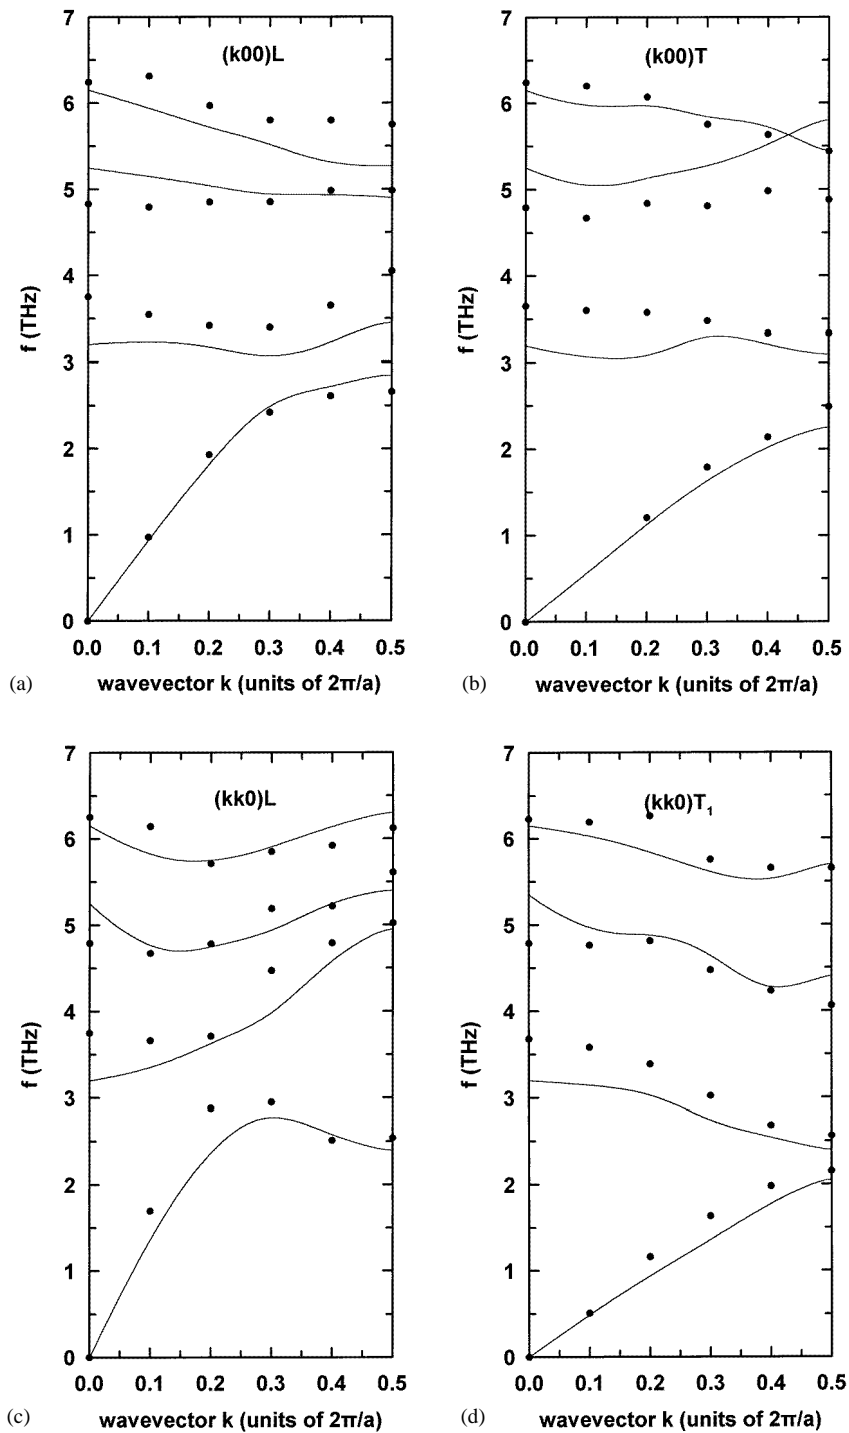 7
6
5
4
3
2
1
0
f (THz)
(k00)L
0.0 0.1 0.2 0.3 0.4 0.5
wavevector k (units of 2π/a)
(a)
7
6
5
4
3
2
1
0
f (THz)
(k00)T
0.0 0.1 0.2 0.3 0.4 0.5
wavevector k (units of 2π/a)
(b)
7
6
5
4
3
2
1
0
f (THz)
(kk0)L
0.0 0.1 0.2 0.3 0.4 0.5
wavevector k (units of 2π/a)
(c)
7
6
5
4
3
2
1
0
f (THz)
(kk0)T₁
0.0 0.1 0.2 0.3 0.4 0.5
wavevector k (units of 2π/a)
(d)